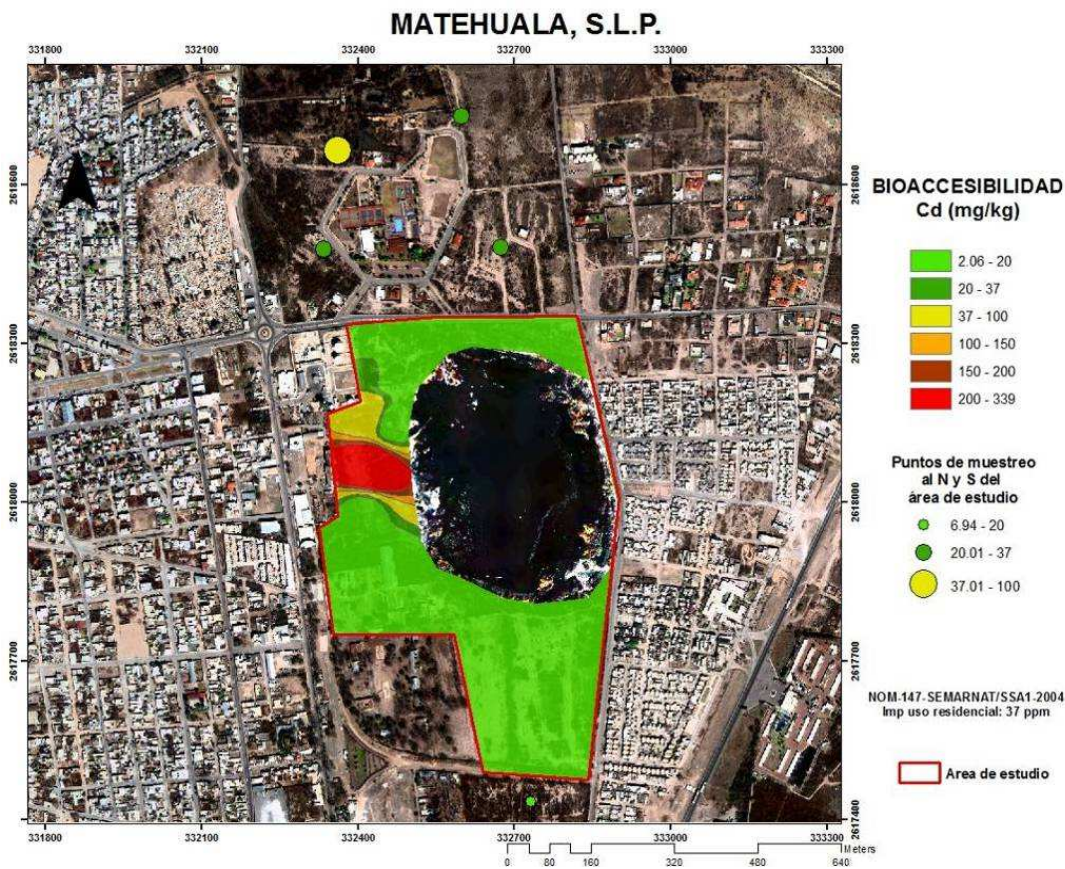 MATEHUALA, S.L.P.
331800 332100 332400 332700 333000 333300
2618600
2618300
2618000
2617700
2618600
2618300
2618000
2617700
2617400
331800 332100 332400 332700 333000 333300
Meters
0 80 160 320 480 640
BIOACCESIBILIDAD
Cd (mg/kg)
2.06 - 20
20 - 37
37 - 100
100 - 150
150 - 200
200 - 339
Puntos de muestreo
al N y S del
área de estudio
6.94 - 20
20.01 - 37
37.01 - 100
NOM-147-SEMARNAT/SSA1-2004
Imp uso residencial: 37 ppm
Area de estudio